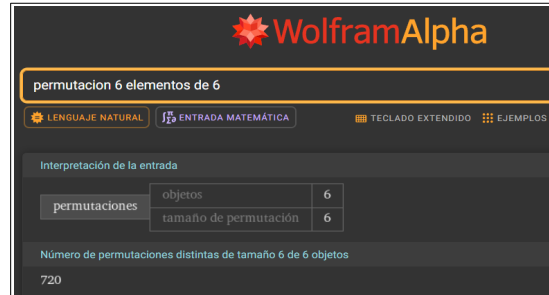 WolframAlpha
permutacion 6 elementos de 6
LENGUAJE NATURAL ENTRADA MATEMÁTICA TECLADO EXTENDIDO EJEMPLOS
Interpretación de la entrada
permutaciones
objetos 6
tamaño de permutación 6
Número de permutaciones distintas de tamaño 6 de 6 objetos
720